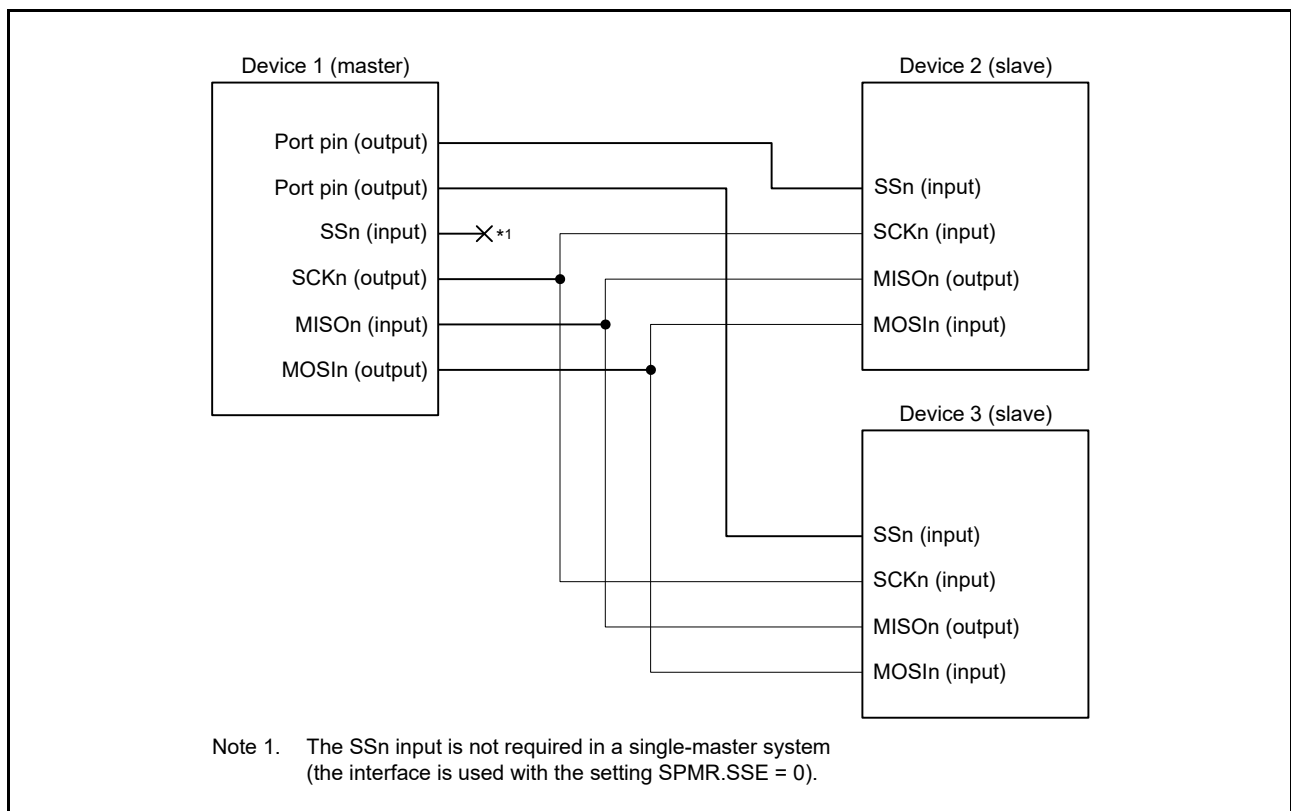 Device 1 (master)
Port pin (output)
Port pin (output)
SSn (input)
*1
SCKn (output)
MISOn (input)
MOSIn (output)
Device 2 (slave)
SSn (input)
SCKn (input)
MISOn (output)
MOSIn (input)
Device 3 (slave)
SSn (input)
SCKn (input)
MISOn (output)
MOSIn (input)
Note 1. The SSn input is not required in a single-master system
(the interface is used with the setting SPMR.SSE = 0).